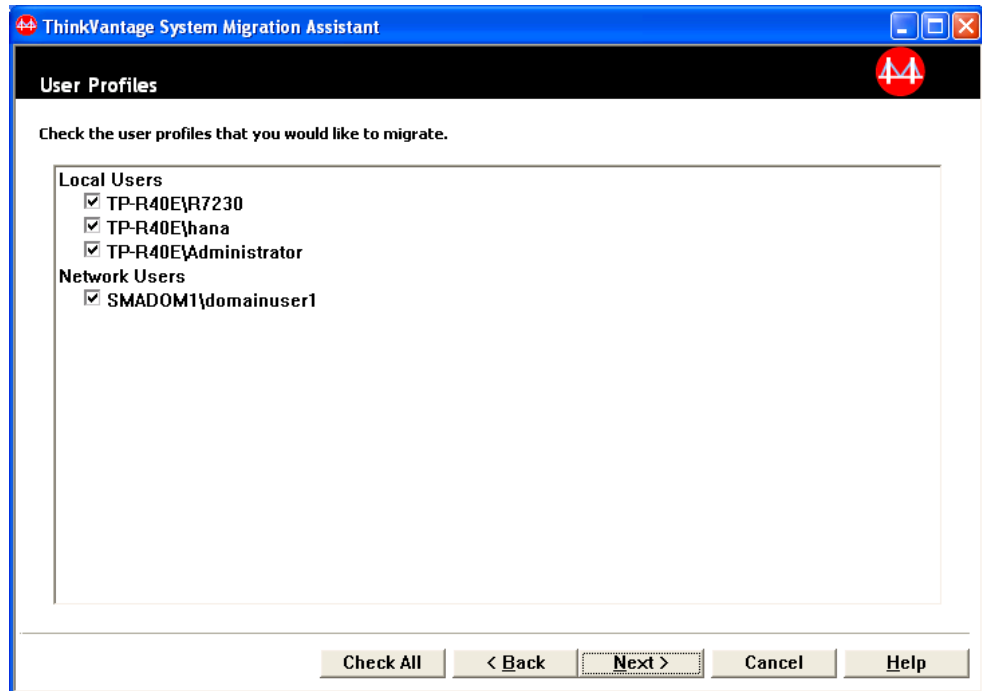 ThinkVantage System Migration Assistant
User Profiles
Check the user profiles that you would like to migrate.
Local Users
TP-R40E\R7230
TP-R40E\hana
TP-R40E\Administrator
Network Users
SMADOM1\domainuser1
Check All < Back Next > Cancel Help